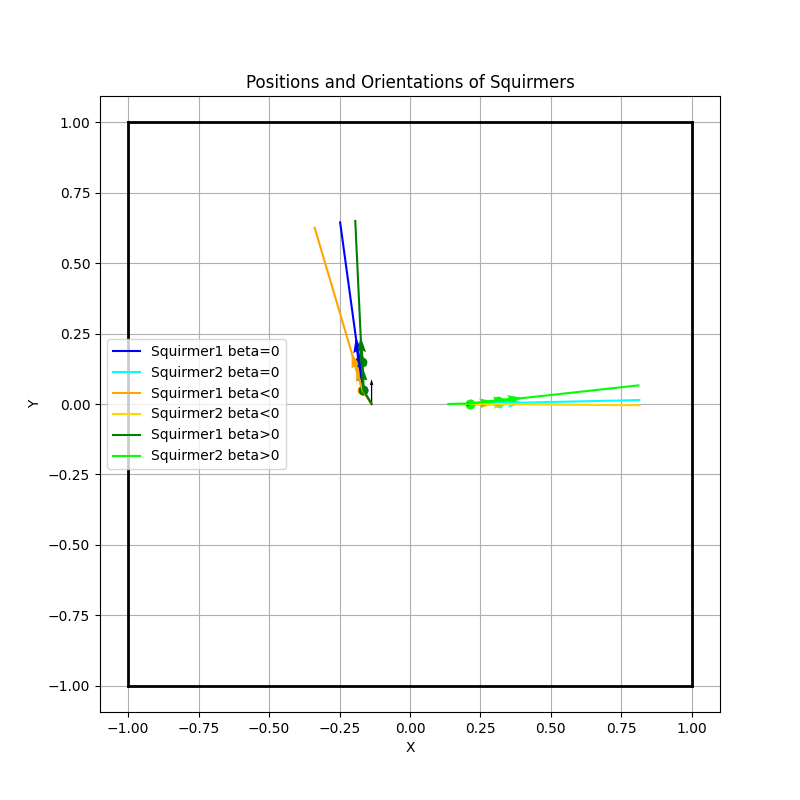 Positions and Orientations of Squirmers
1.00
0.75
0.50
0.25
0.00
−0.25
−0.50
−0.75
−1.00
Y
Squirmer1 beta=0
Squirmer2 beta=0
Squirmer1 beta<0
Squirmer2 beta<0
Squirmer1 beta>0
Squirmer2 beta>0
−1.00 −0.75 −0.50 −0.25 0.00 0.25 0.50 0.75 1.00
X